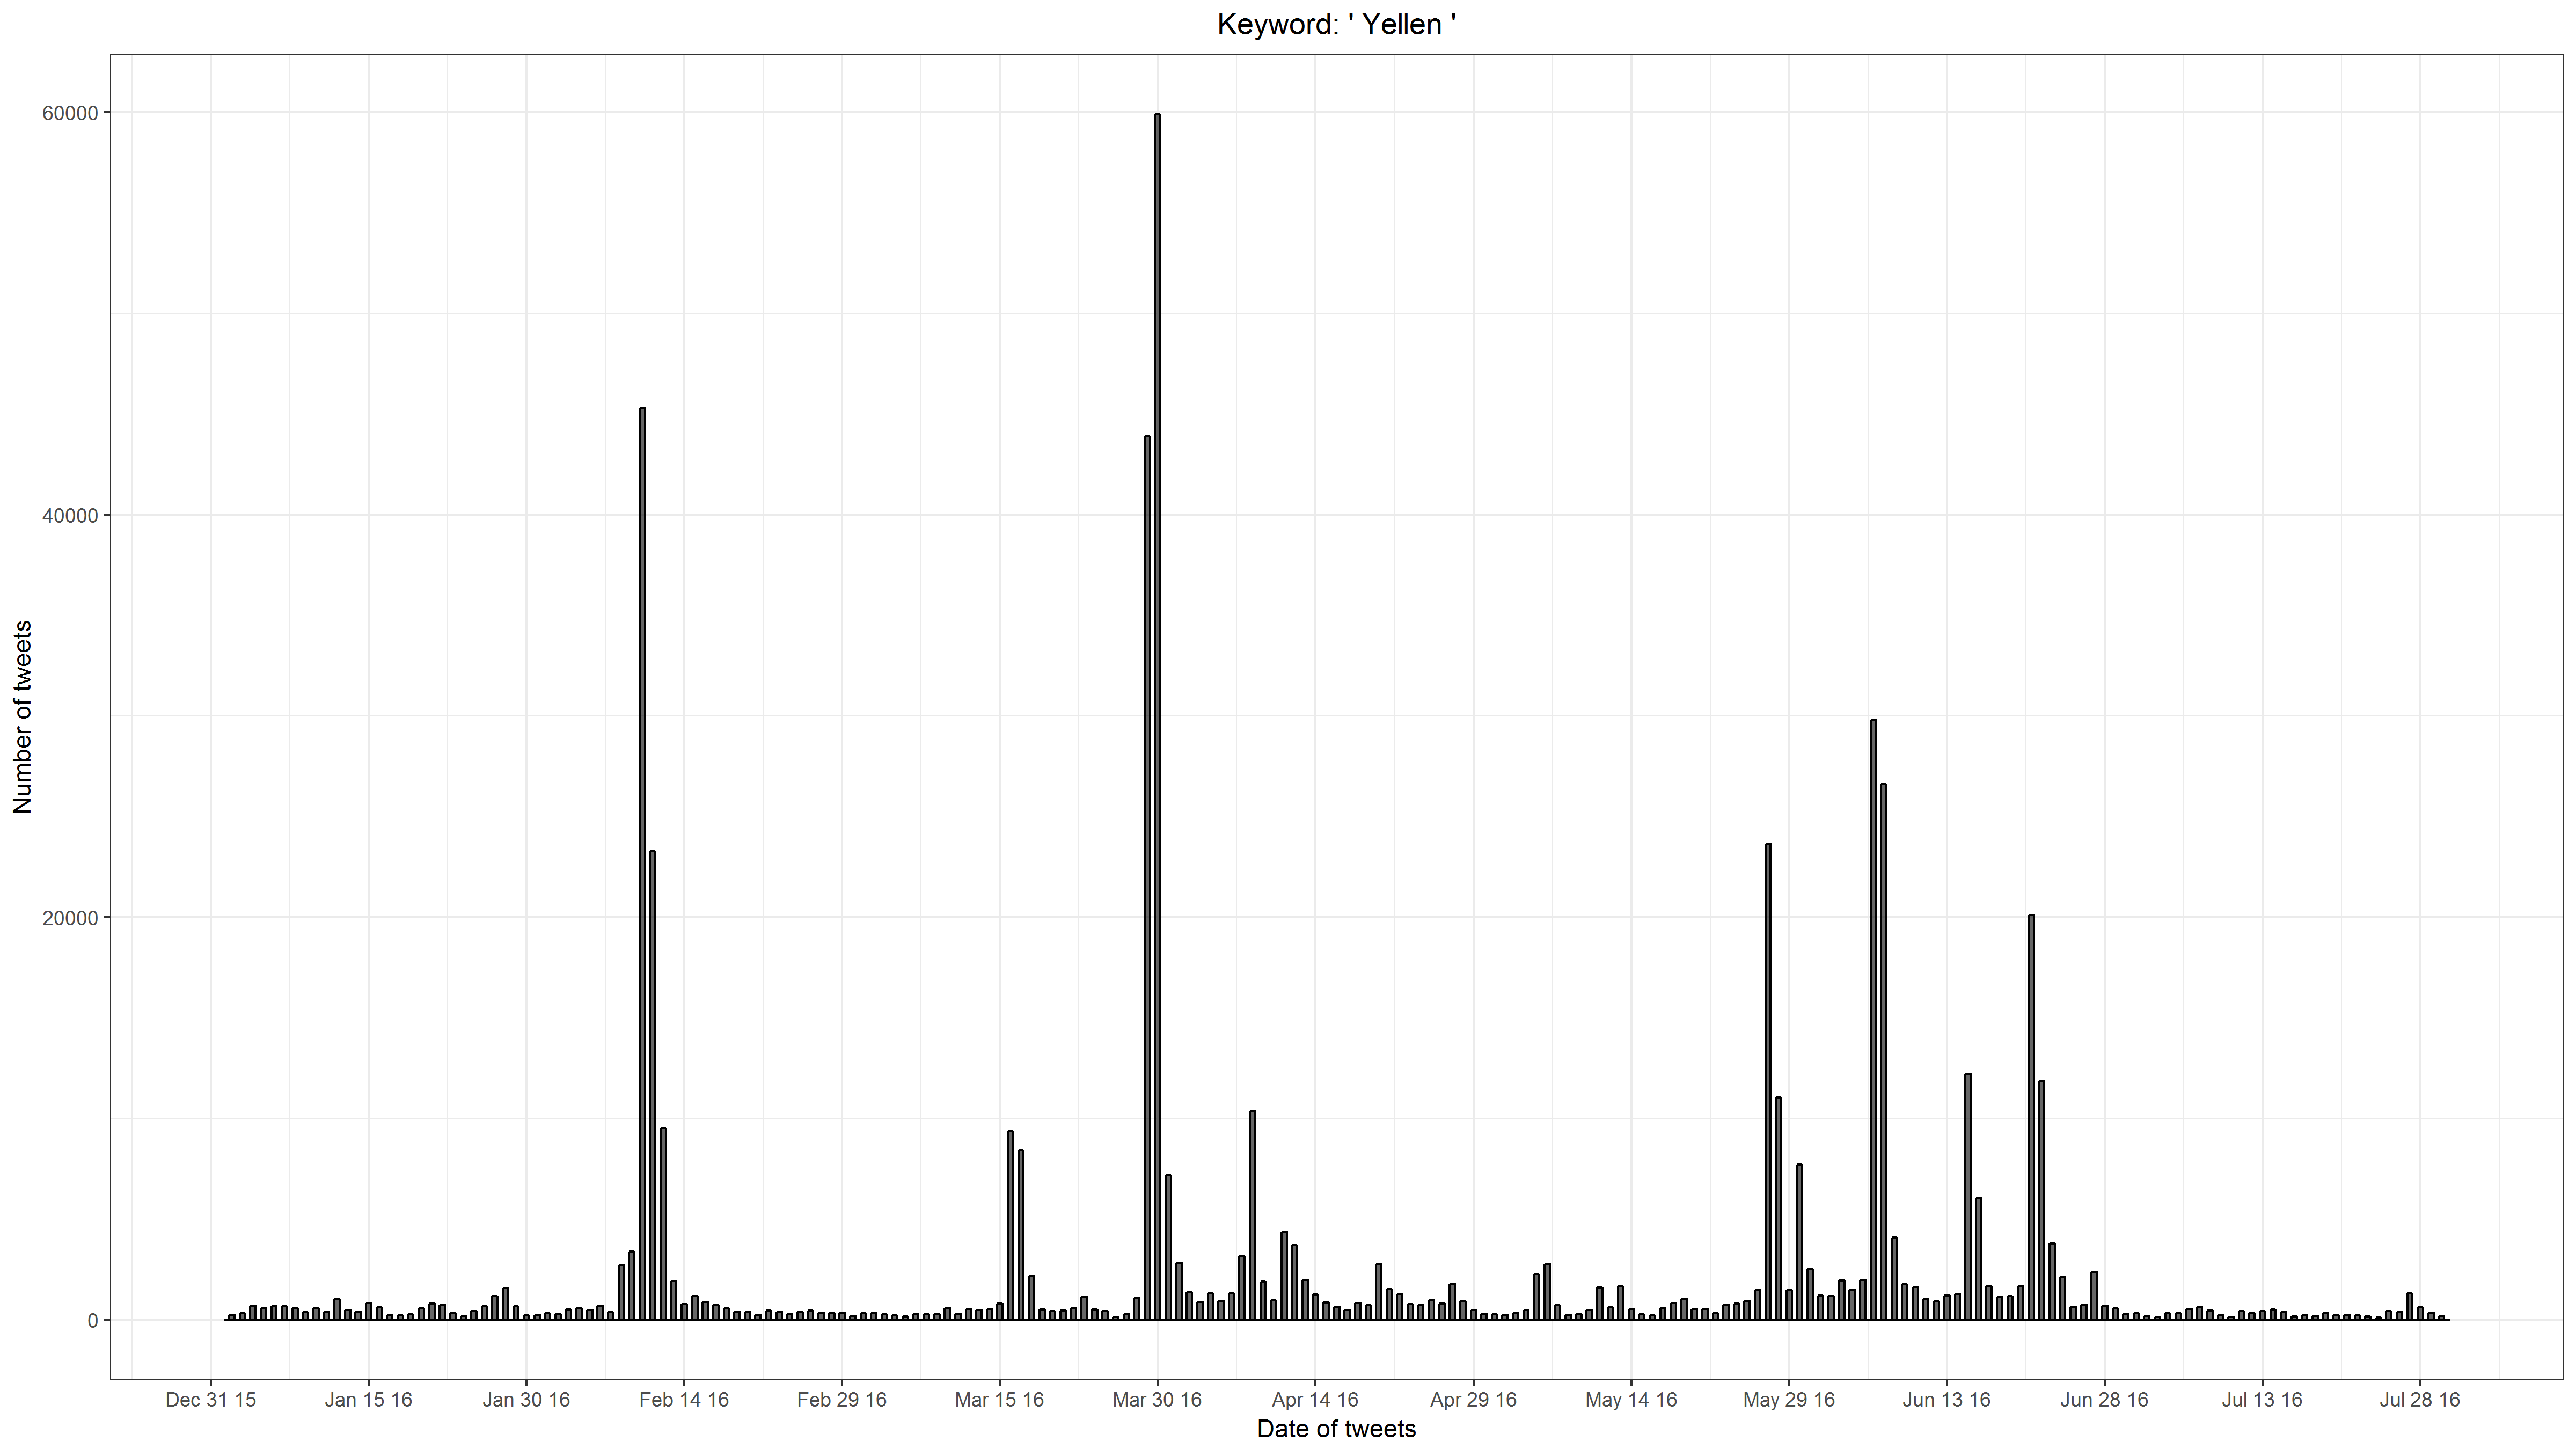 Keyword: ' Yellen '
60000
40000
20000
0
Number of tweets
Dec 31 15 Jan 15 16 Jan 30 16 Feb 14 16 Feb 29 16 Mar 15 16 Mar 30 16 Apr 14 16 Apr 29 16 May 14 16 May 29 16 Jun 13 16 Jun 28 16 Jul 13 16 Jul 28 16
Date of tweets